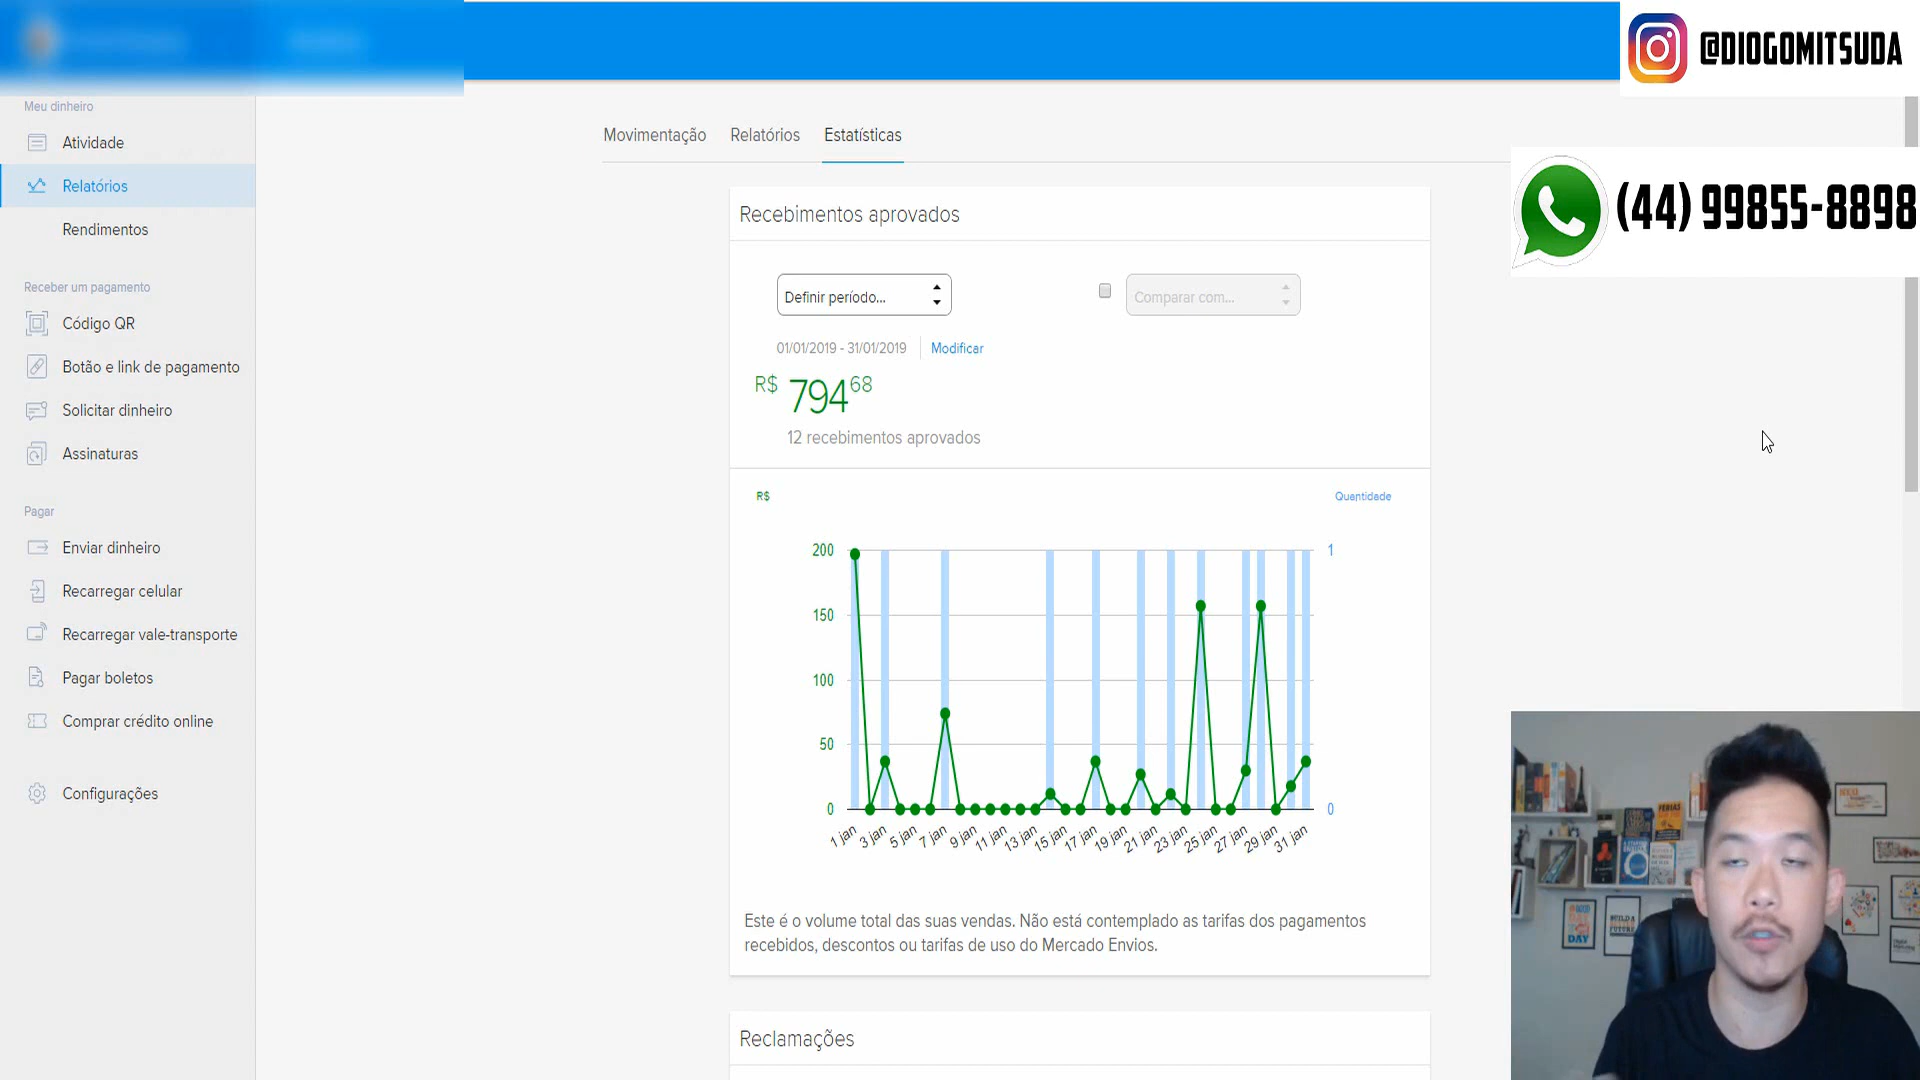 @DIOGOMITSUDA
Meu dinheiro
Atividade
Relatórios
Rendimentos
Receber um pagamento
Código QR
Botão e link de pagamento
Solicitar dinheiro
Assinaturas
Pagar
Enviar dinheiro
Recarregar celular
Recarregar vale-transporte
Pagar boletos
Comprar crédito online
Configurações
Movimentação Relatórios Estatísticas
(44) 99855-8898
Recebimentos aprovados
Definir período...
Comparar com...
01/01/2019 - 31/01/2019 Modificar
R$ 794 68
12 recebimentos aprovados
R$ Quantidade
200 1
150
100
50
0 0
1 jan 3 jan 5 jan 7 jan 9 jan 11 jan 13 jan 15 jan 17 jan 19 jan 21 jan 23 jan 25 jan 27 jan 29 jan 31 jan
Este é o volume total das suas vendas. Não está contemplado as tarifas dos pagamentos
recebidos, descontos ou tarifas de uso do Mercado Envios.
Reclamações
FERIAS
GOOD
DAY
BUILD A
FUTURE